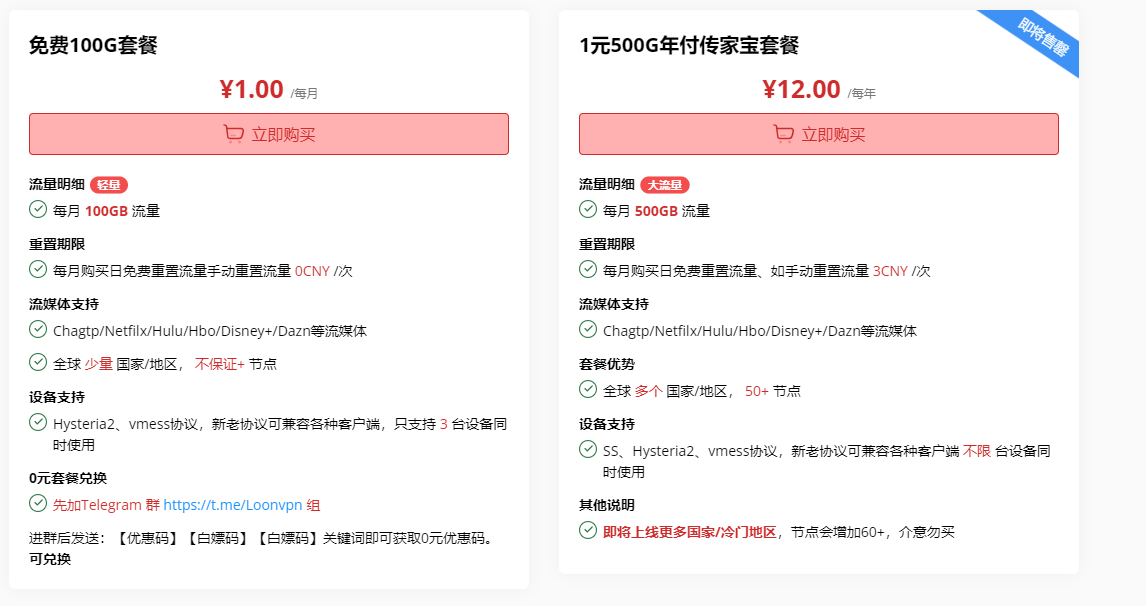 免费100G套餐
¥1.00 /每月
立即购买
流量明细 轻量
每月 100GB 流量
重置期限
每月购买日免费重置流量手动重置流量 0CNY /次
流媒体支持
Chagtp/Netfilx/Hulu/Hbo/Disney+/Dazn等流媒体
全球 少量 国家/地区， 不保证+ 节点
设备支持
Hysteria2、vmess协议，新老协议可兼容各种客户端，只支持 3 台设备同
时使用
0元套餐兑换
先加Telegram 群 https://t.me/Loonvpn 组
进群后发送：【优惠码】【白嫖码】【白嫖码】关键词即可获取0元优惠码。
可兑换
1元500G年付传家宝套餐
即将售罄
¥12.00 /每年
立即购买
流量明细 大流量
每月 500GB 流量
重置期限
每月购买日免费重置流量、如手动重置流量 3CNY /次
流媒体支持
Chagtp/Netfilx/Hulu/Hbo/Disney+/Dazn等流媒体
套餐优势
全球 多个 国家/地区， 50+ 节点
设备支持
SS、Hysteria2、vmess协议，新老协议可兼容各种客户端 不限 台设备同
时使用
其他说明
即将上线更多国家/冷门地区，节点会增加60+，介意勿买